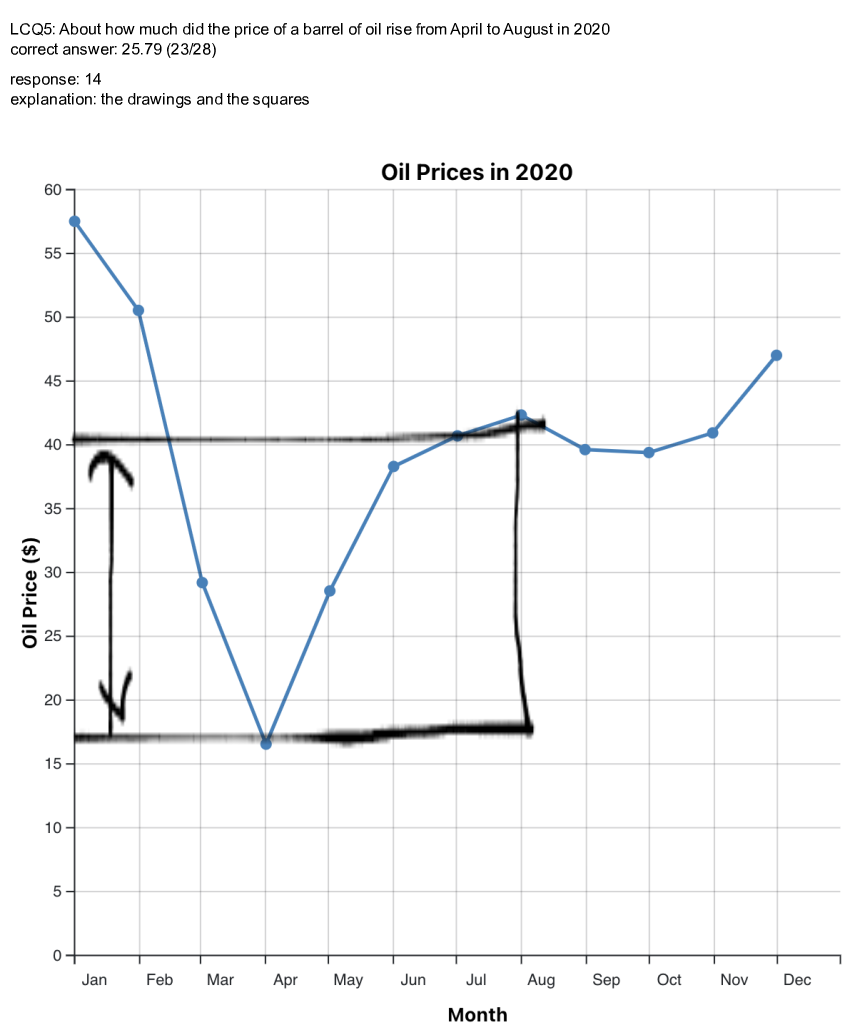 LCQ5: About how much did the price of a barrel of oil rise from April to August in 2020
correct answer: 25.79 (23/28)
response: 14
explanation: the drawings and the squares
Oil Prices in 2020
60
55
50
45
40
35
30
25
20
15
10
5
0
Oil Price ($)
Jan Feb Mar Apr May Jun Jul Aug Sep Oct Nov Dec
Month